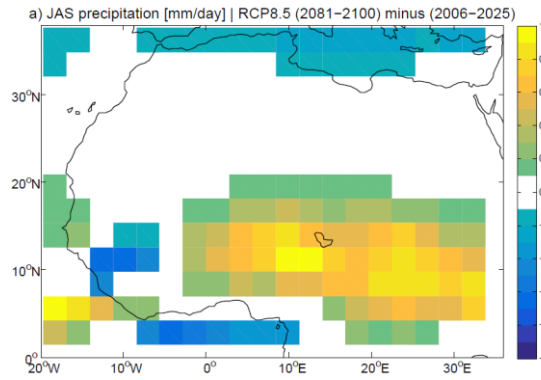 a) JAS precipitation [mm/day] | RCP8.5 (2081−2100) minus (2006−2025)
30°N
20°N
10°N
0°
20°W 10°W 0° 10°E 20°E 30°E